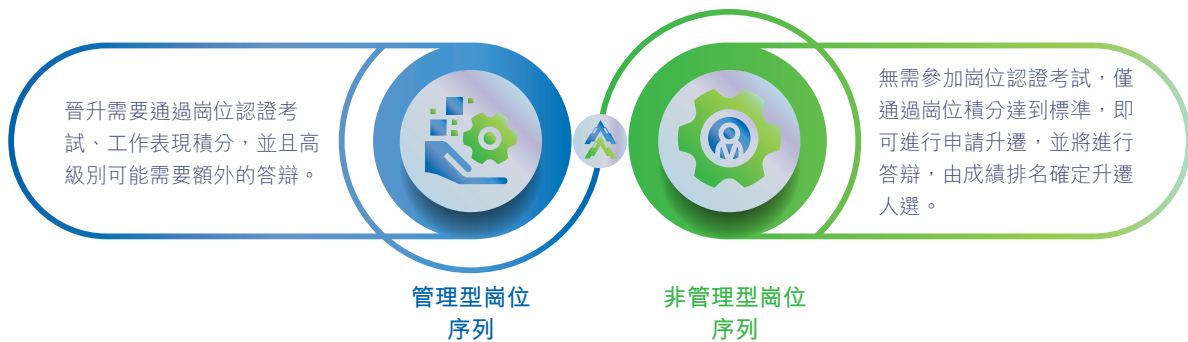 晉升需要通過崗位認證考
試、工作表現積分，並且高
級別可能需要額外的答辯。
管理型崗位
序列
無需參加崗位認證考試，僅
通過崗位積分達到標準，即
可進行申請升遷，並將進行
答辯，由成績排名確定升遷
人選。
非管理型崗位
序列